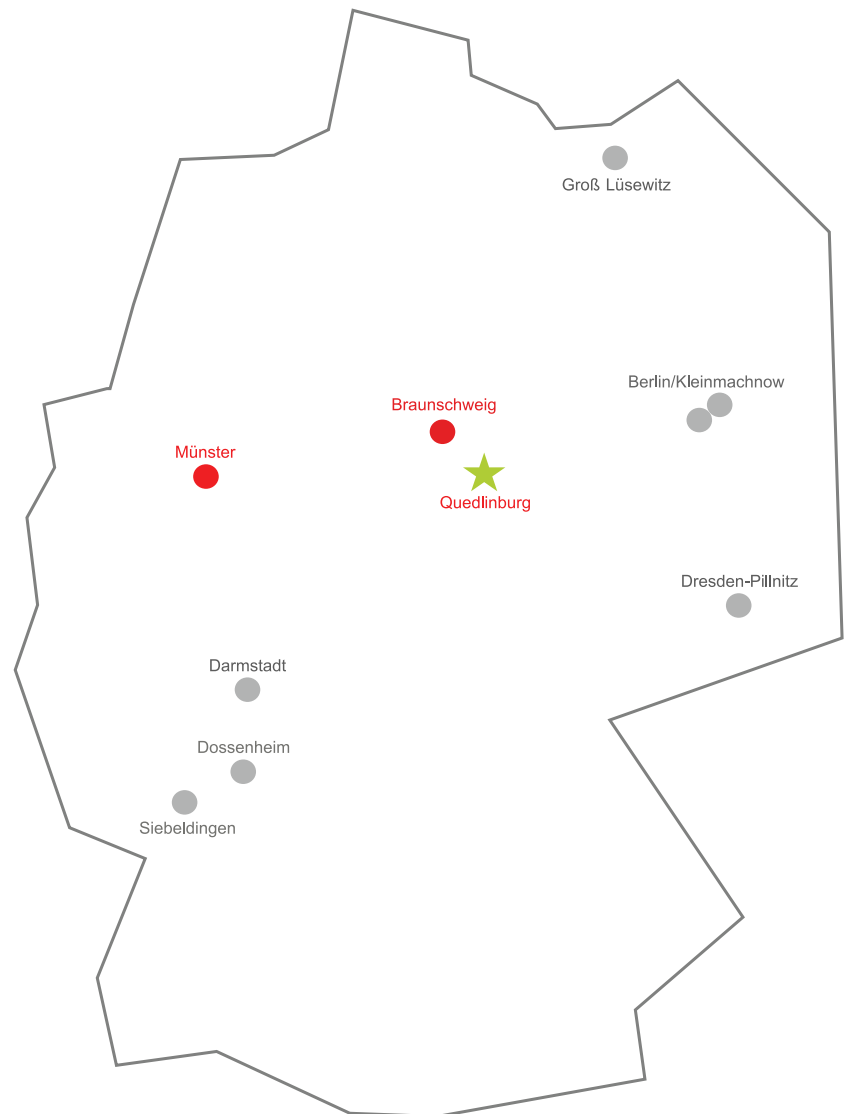 Groß Lüsewitz
Berlin/Kleinmachnow
Braunschweig
Münster
Quedlinburg
Dresden-Pillnitz
Darmstadt
Dossenheim
Siebeldingen